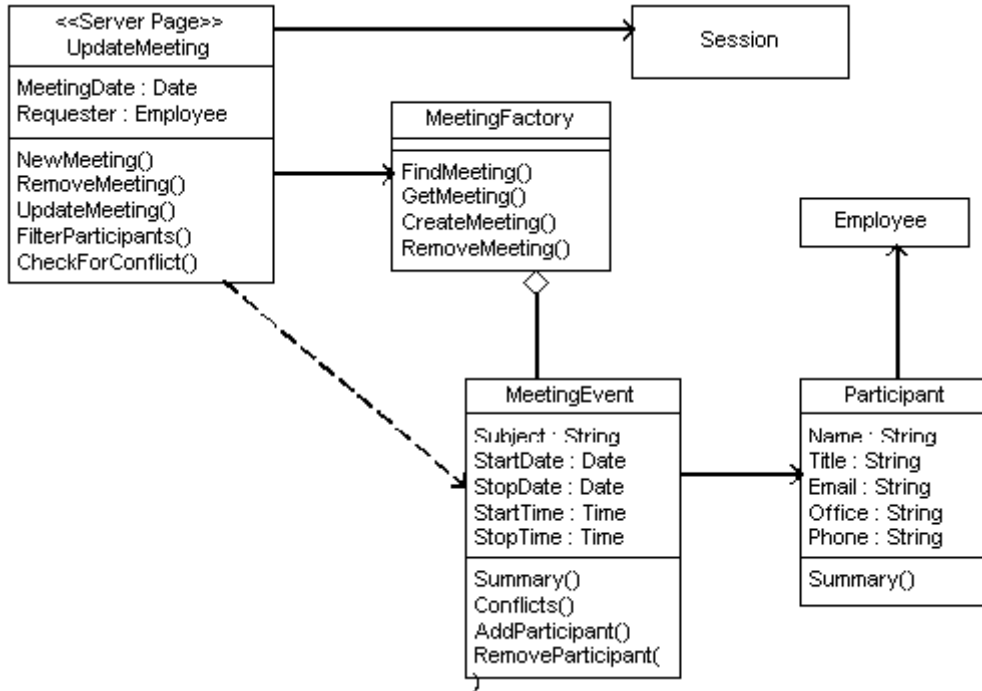 <<Server Page>>
UpdateMeeting
MeetingDate : Date
Requester : Employee
NewMeeting()
RemoveMeeting()
UpdateMeeting()
FilterParticipants()
CheckForConflict()
Session
MeetingFactory
FindMeeting()
GetMeeting()
CreateMeeting()
RemoveMeeting()
Employee
MeetingEvent
Subject : String
StartDate : Date
StopDate : Date
StartTime : Time
StopTime : Time
Summary()
Conflicts()
AddParticipant()
RemoveParticipant(
)
Participant
Name : String
Title : String
Email : String
Office : String
Phone : String
Summary()